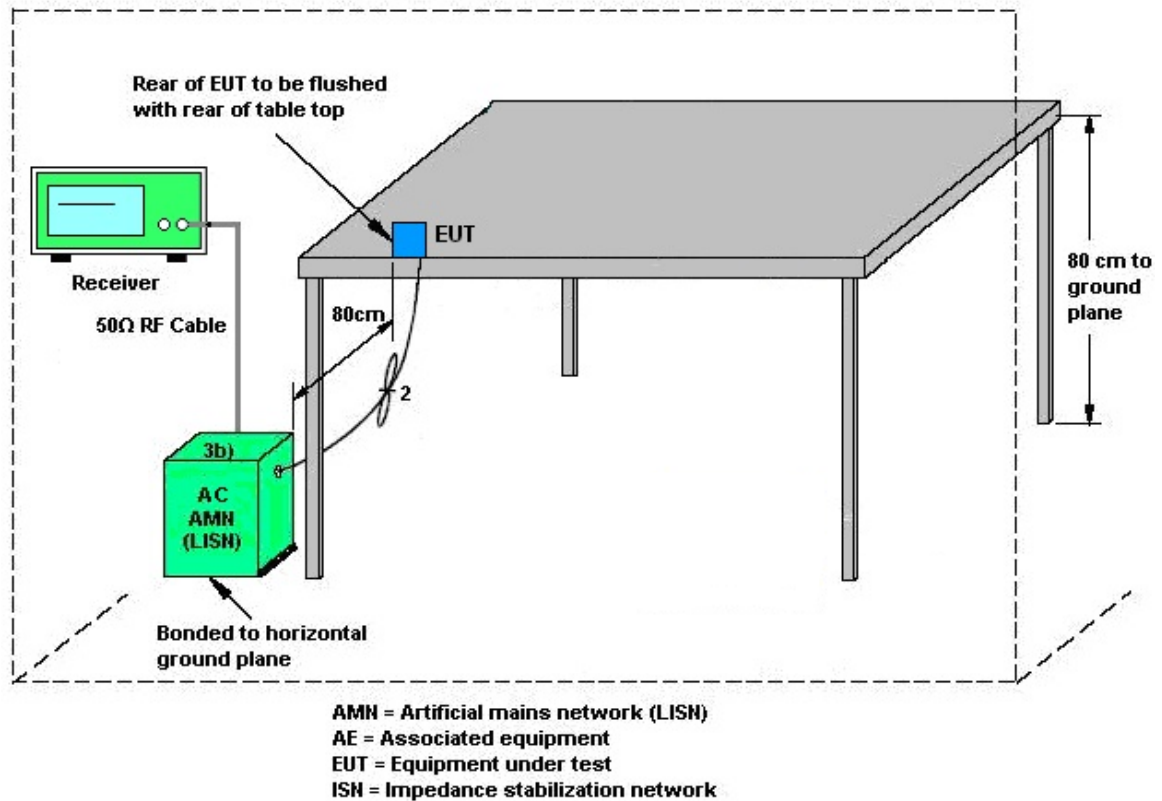 Rear of EUT to be flushed
with rear of table top
EUT
Receiver
50Ω RF Cable
80cm
80 cm to
ground
plane
2
3b)
AC
AMN
(LISN)
Bonded to horizontal
ground plane
AMN = Artificial mains network (LISN)
AE = Associated equipment
EUT = Equipment under test
ISN = Impedance stabilization network